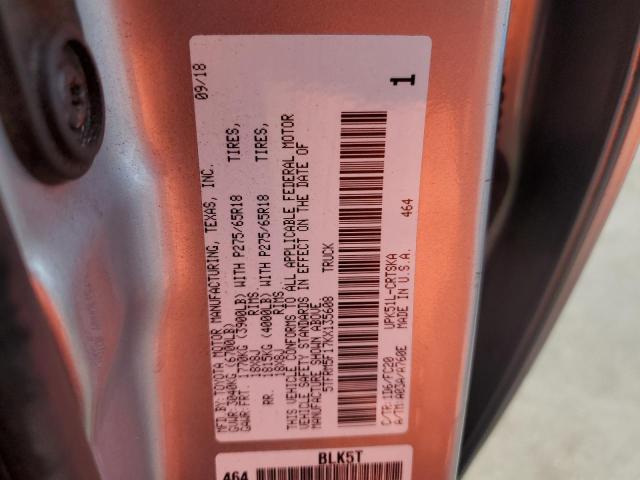 MFD.BY TOYOTA MOTOR MANUFACTURING, TEXAS, INC. 09/18
GVWR 3040KG (6700LB)
GAWR FRT. 1770KG (3900LB) WITH P275/65R18 TIRES,
18X8J RIMS
RR. 1815KG (4000LB) WITH P275/65R18 TIRES,
18X8J RIMS
THIS VEHICLE CONFORMS TO ALL APPLICABLE FEDERAL MOTOR
VEHICLE SAFETY STANDARDS IN EFFECT ON THE DATE OF
MANUFACTURE SHOWN ABOVE.
5TFRM5F17KX135608 TRUCK
1
C/TR:1D6/FC20 UPK51L-CRTSKA 464
A/TM:A03A/A760E MADE IN U.S.A.
BLK5T
464